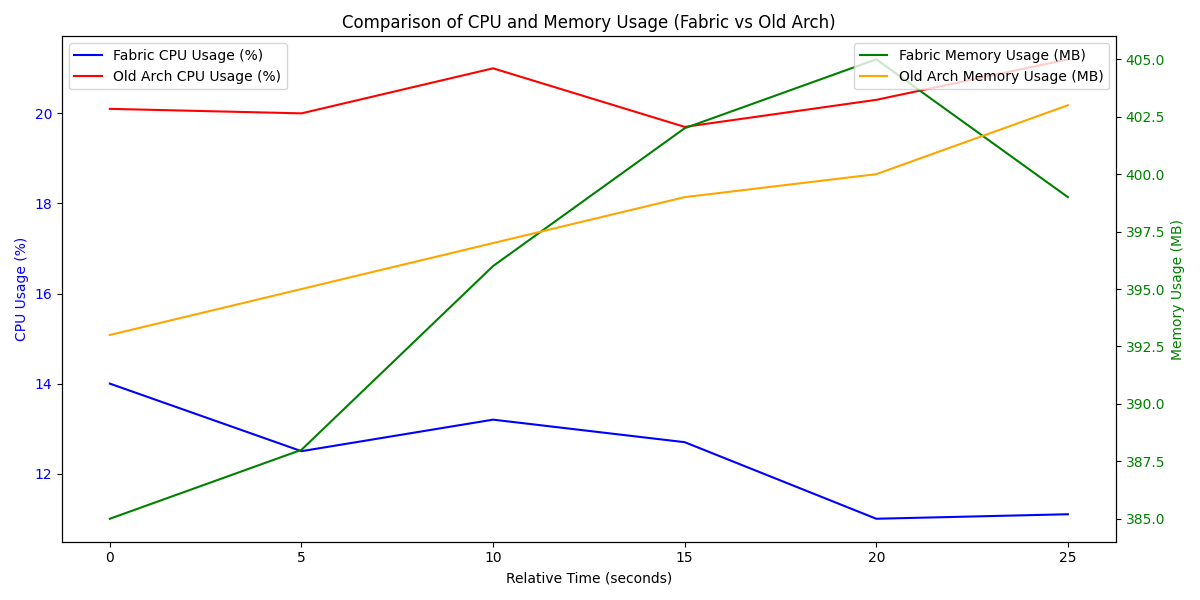 Comparison of CPU and Memory Usage (Fabric vs Old Arch)
Fabric CPU Usage (%)
Old Arch CPU Usage (%)
Fabric Memory Usage (MB)
Old Arch Memory Usage (MB)
CPU Usage (%)
20
18
16
14
12
405.0
402.5
400.0
397.5
395.0
392.5
390.0
387.5
385.0
Memory Usage (MB)
0 5 10 15 20 25
Relative Time (seconds)